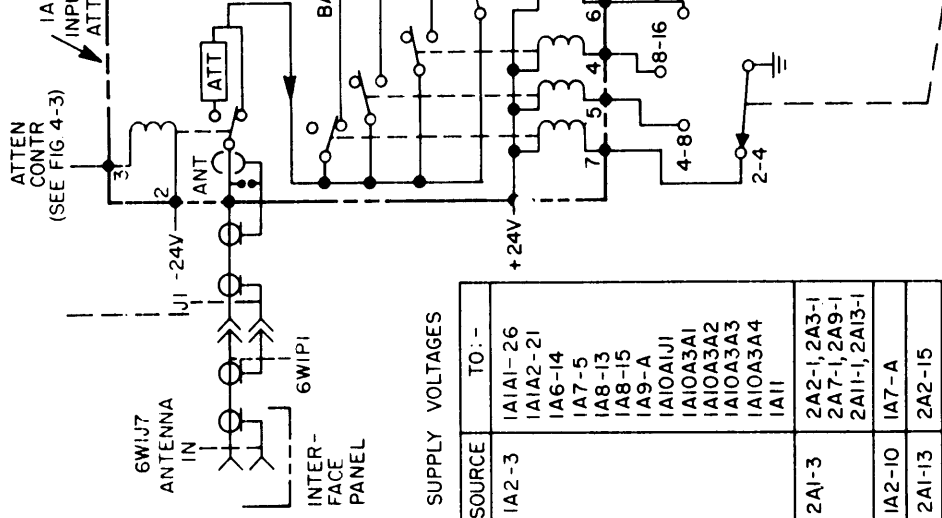 IA
INPU
ATT
ATTEN
CONTR
(SEE FIG. 4-3)
3
2
-24V
ANT
ATT
BA
6
4
5
7
8-16
4-8
2-4
+24V
J1
6W1P1
6W1J7
ANTENNA
IN
INTER-
FACE
PANEL
SUPPLY VOLTAGES
SOURCE TO:-
1A2-3 1A1A1-26
1A1A2-21
1A6-14
1A7-5
1A8-13
1A8-15
1A9-A
1A10A1J1
1A10A3A1
1A10A3A2
1A10A3A3
1A10A3A4
1A11
2A1-3 2A2-1, 2A3-1
2A7-1, 2A9-1
2A11-1, 2A13-1
1A2-10 1A7-A
2A1-13 2A2-15